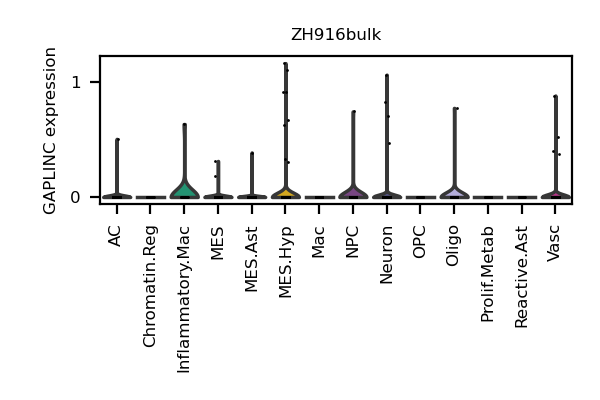 ZH916bulk
GAPLINC expression
1
0
AC
Chromatin.Reg
Inflammatory.Mac
MES
MES.Ast
MES.Hyp
Mac
NPC
Neuron
OPC
Oligo
Prolif.Metab
Reactive.Ast
Vasc